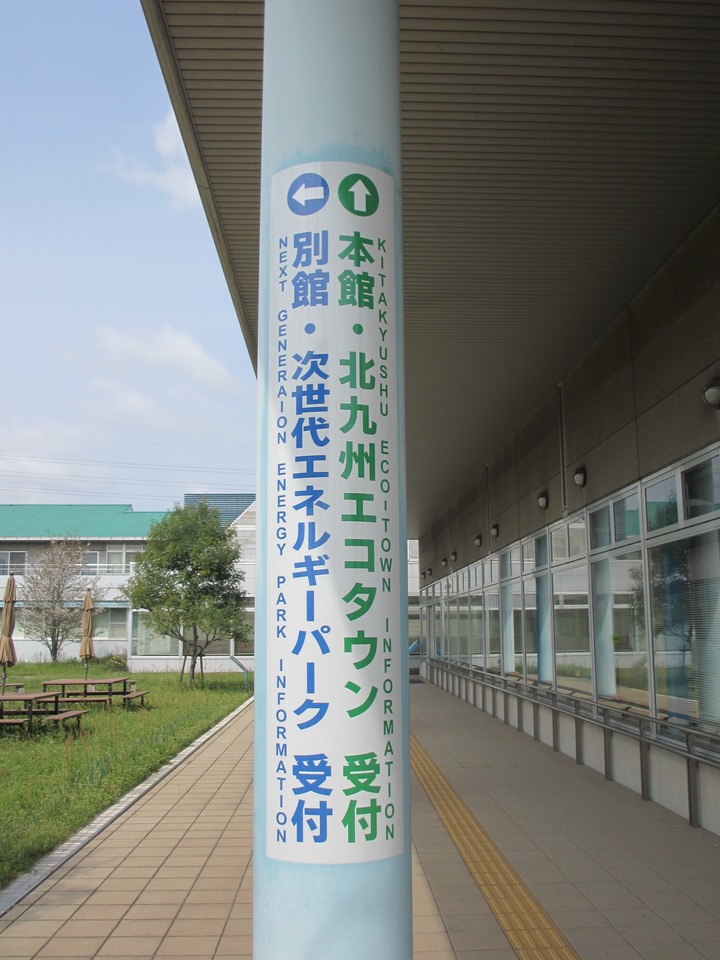 KITAKYUSHU ECO-TOWN INFORMATION
本館・北九州エコタウン 受付
別館・次世代エネルギーパーク 受付
NEXT GENERAION ENERGY PARK INFORMATION